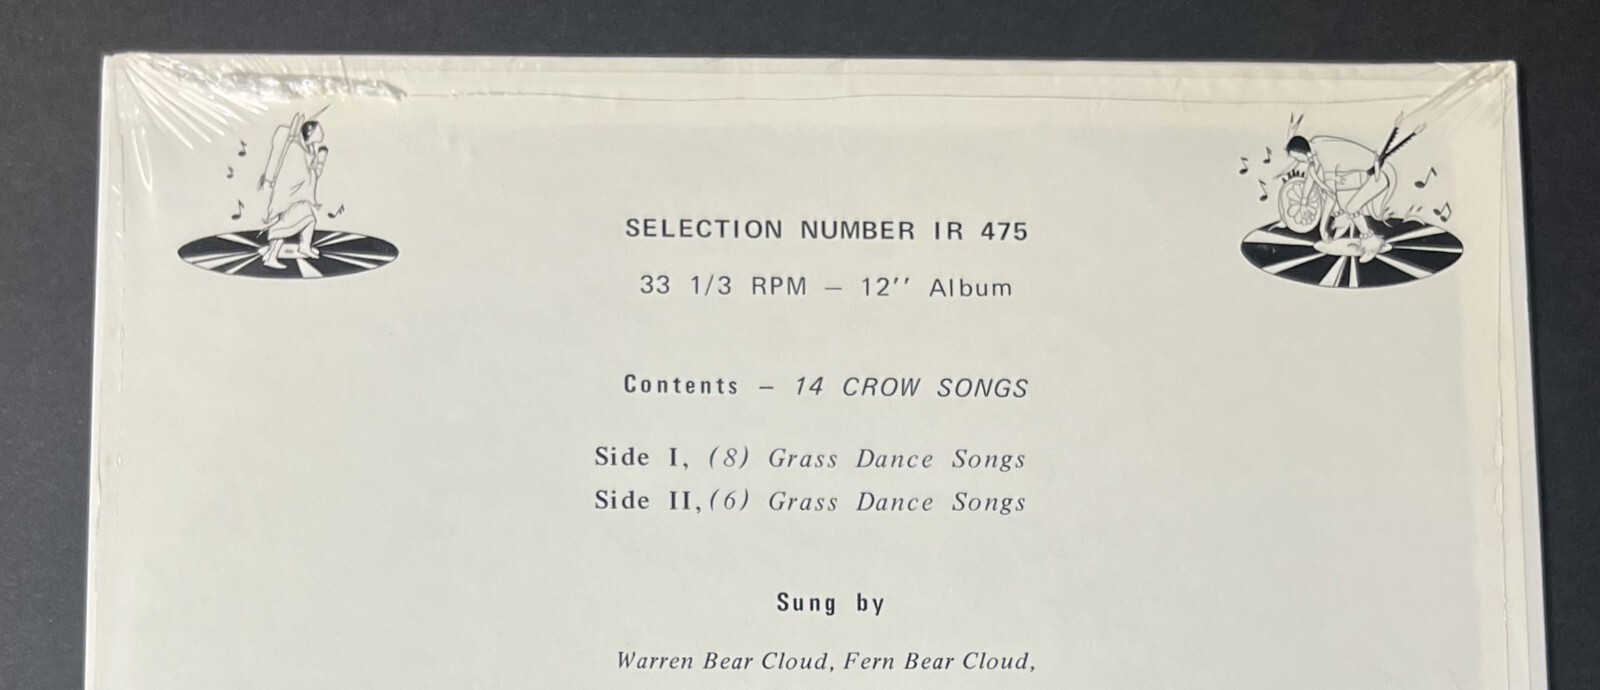 SELECTION NUMBER IR 475
33 1/3 RPM — 12'' Album
Contents — 14 CROW SONGS
Side I, (8) Grass Dance Songs
Side II, (6) Grass Dance Songs
Sung by
Warren Bear Cloud, Fern Bear Cloud,